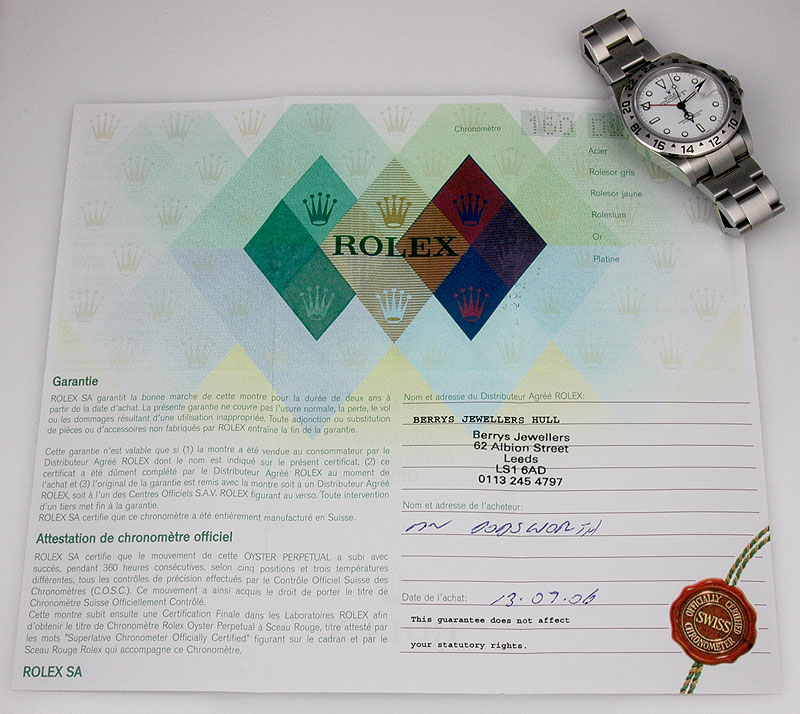 Chronomètre
160
Acier
Rolesor gris
Rolesor jaune
Rolesium
Or
Platine
ROLEX
Garantie
ROLEX SA garantit la bonne marche de cette montre pour la durée de deux ans à
partir de la date d'achat. La présente garantie ne couvre pas l'usure normale, la perte, le vol
ou les dommages résultant d'une utilisation inappropriée. Toute adjonction ou substitution
de pièces ou d'accessoires non fabriqués par ROLEX entraîne la fin de la garantie.
Cette garantie n'est valable que si (1) la montre a été vendue au consommateur par le
Distributeur Agréé ROLEX dont le nom est indiqué sur le présent certificat, (2) ce
certificat a été dûment complété par le Distributeur Agréé ROLEX au moment de
l'achat et (3) l'original de la garantie est remis avec la montre soit à un Distributeur Agréé
ROLEX, soit à l'un des Centres Officiels S.A.V. ROLEX figurant au verso. Toute intervention
d'un tiers met fin à la garantie.
ROLEX SA certifie que ce chronomètre a été entièrement manufacturé en Suisse.
Attestation de chronomètre officiel
ROLEX SA certifie que le mouvement de cette OYSTER PERPETUAL a subi avec
succès, pendant 360 heures consécutives, selon cinq positions et trois températures
différentes, tous les contrôles de précision effectués par le Contrôle Officiel Suisse des
Chronomètres (C.O.S.C.). Ce mouvement a ainsi acquis le droit de porter le titre de
Chronomètre Suisse Officiellement Contrôlé.
Cette montre subit ensuite une Certification Finale dans les Laboratoires ROLEX afin
d'obtenir le titre de Chronomètre Rolex Oyster Perpetual à Sceau Rouge, titre attesté par
les mots "Superlative Chronometer Officially Certified" figurant sur le cadran et par le
Sceau Rouge Rolex qui accompagne ce Chronomètre.
ROLEX SA
Nom et adresse du Distributeur Agréé ROLEX:
BERRYS JEWELLERS HULL
Berrys Jewellers
62 Albion Street
Leeds
LS1 6AD
0113 245 4797
Nom et adresse de l'acheteur:
MR DODSWORTH
Date de l'achat: 13.09.06
This guarantee does not affect
your statutory rights.
OFFICIALLY CERTIFIED
SWISS
CHRONOMETER
22 20 18 16 14 12 10 8